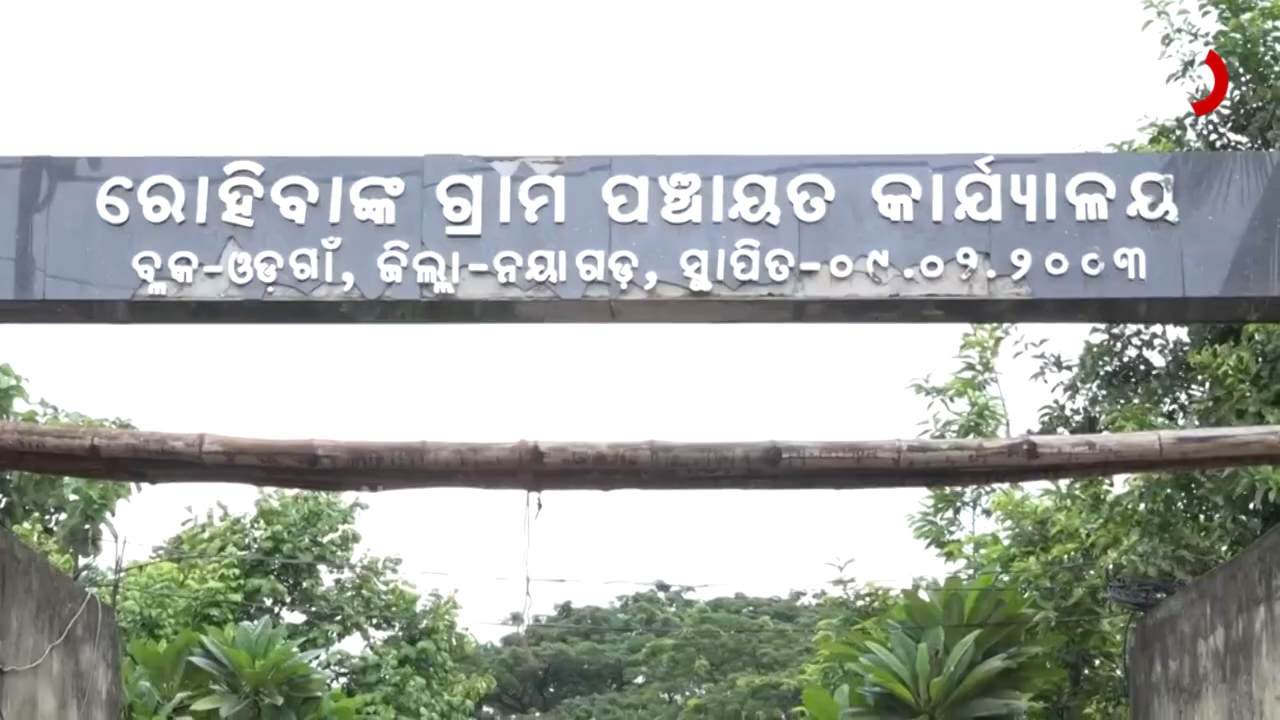 ରୋହିବାଙ୍କ ଗ୍ରାମ ପଞ୍ଚାୟତ କାର୍ଯ୍ୟାଳୟ
ବ୍ଲକ-ଓଡ଼ଗାଁ, ଜିଲ୍ଲା-ନୟାଗଡ଼, ସ୍ଥାପିତ-୦୯.୦୨.୨୦୦୩